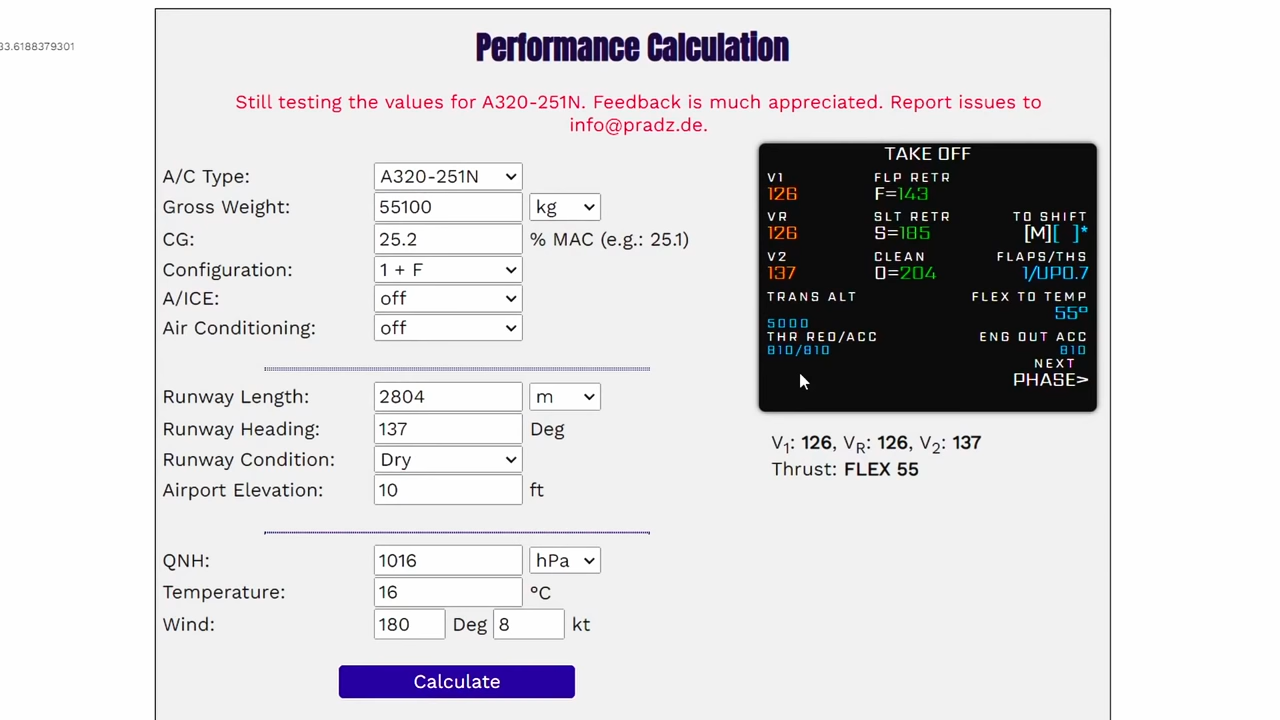 33.6188379301
Performance Calculation
Still testing the values for A320-251N. Feedback is much appreciated. Report issues to
info@pradz.de.
A/C Type: A320-251N
Gross Weight: 55100 kg
CG: 25.2 % MAC (e.g.: 25.1)
Configuration: 1 + F
A/ICE: off
Air Conditioning: off
Runway Length: 2804 m
Runway Heading: 137 Deg
Runway Condition: Dry
Airport Elevation: 10 ft
QNH: 1016 hPa
Temperature: 16 °C
Wind: 180 Deg 8 kt
Calculate
TAKE OFF
V1 FLP RETR
126 F=143
VR SLT RETR TO SHIFT
126 S=185 [M][ ]*
V2 CLEAN FLAPS/THS
137 O=204 1/UP0.7
TRANS ALT FLEX TO TEMP
55°
5000
THR RED/ACC ENG OUT ACC
810/810 810
NEXT
PHASE>
V1: 126, VR: 126, V2: 137
Thrust: FLEX 55